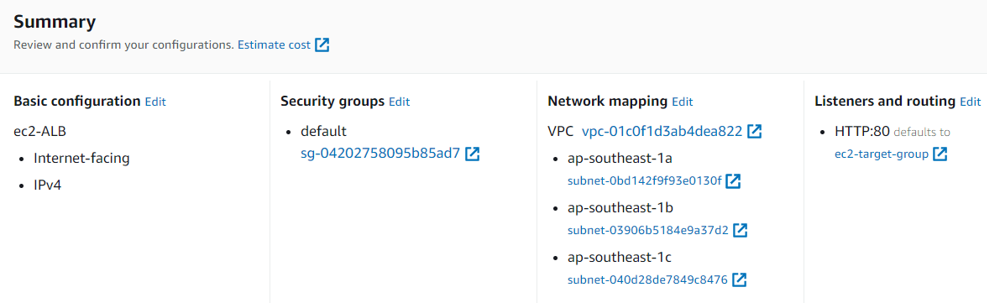 Summary
Review and confirm your configurations. Estimate cost
Basic configuration Edit
ec2-ALB
• Internet-facing
• IPv4
Security groups Edit
• default
sg-04202758095b85ad7
Network mapping Edit
VPC vpc-01c0f1d3ab4dea822
• ap-southeast-1a
subnet-0bd142f9f93e0130f
• ap-southeast-1b
subnet-03906b5184e9a37d2
• ap-southeast-1c
subnet-040d28de7849c8476
Listeners and routing Edit
• HTTP:80 defaults to
ec2-target-group